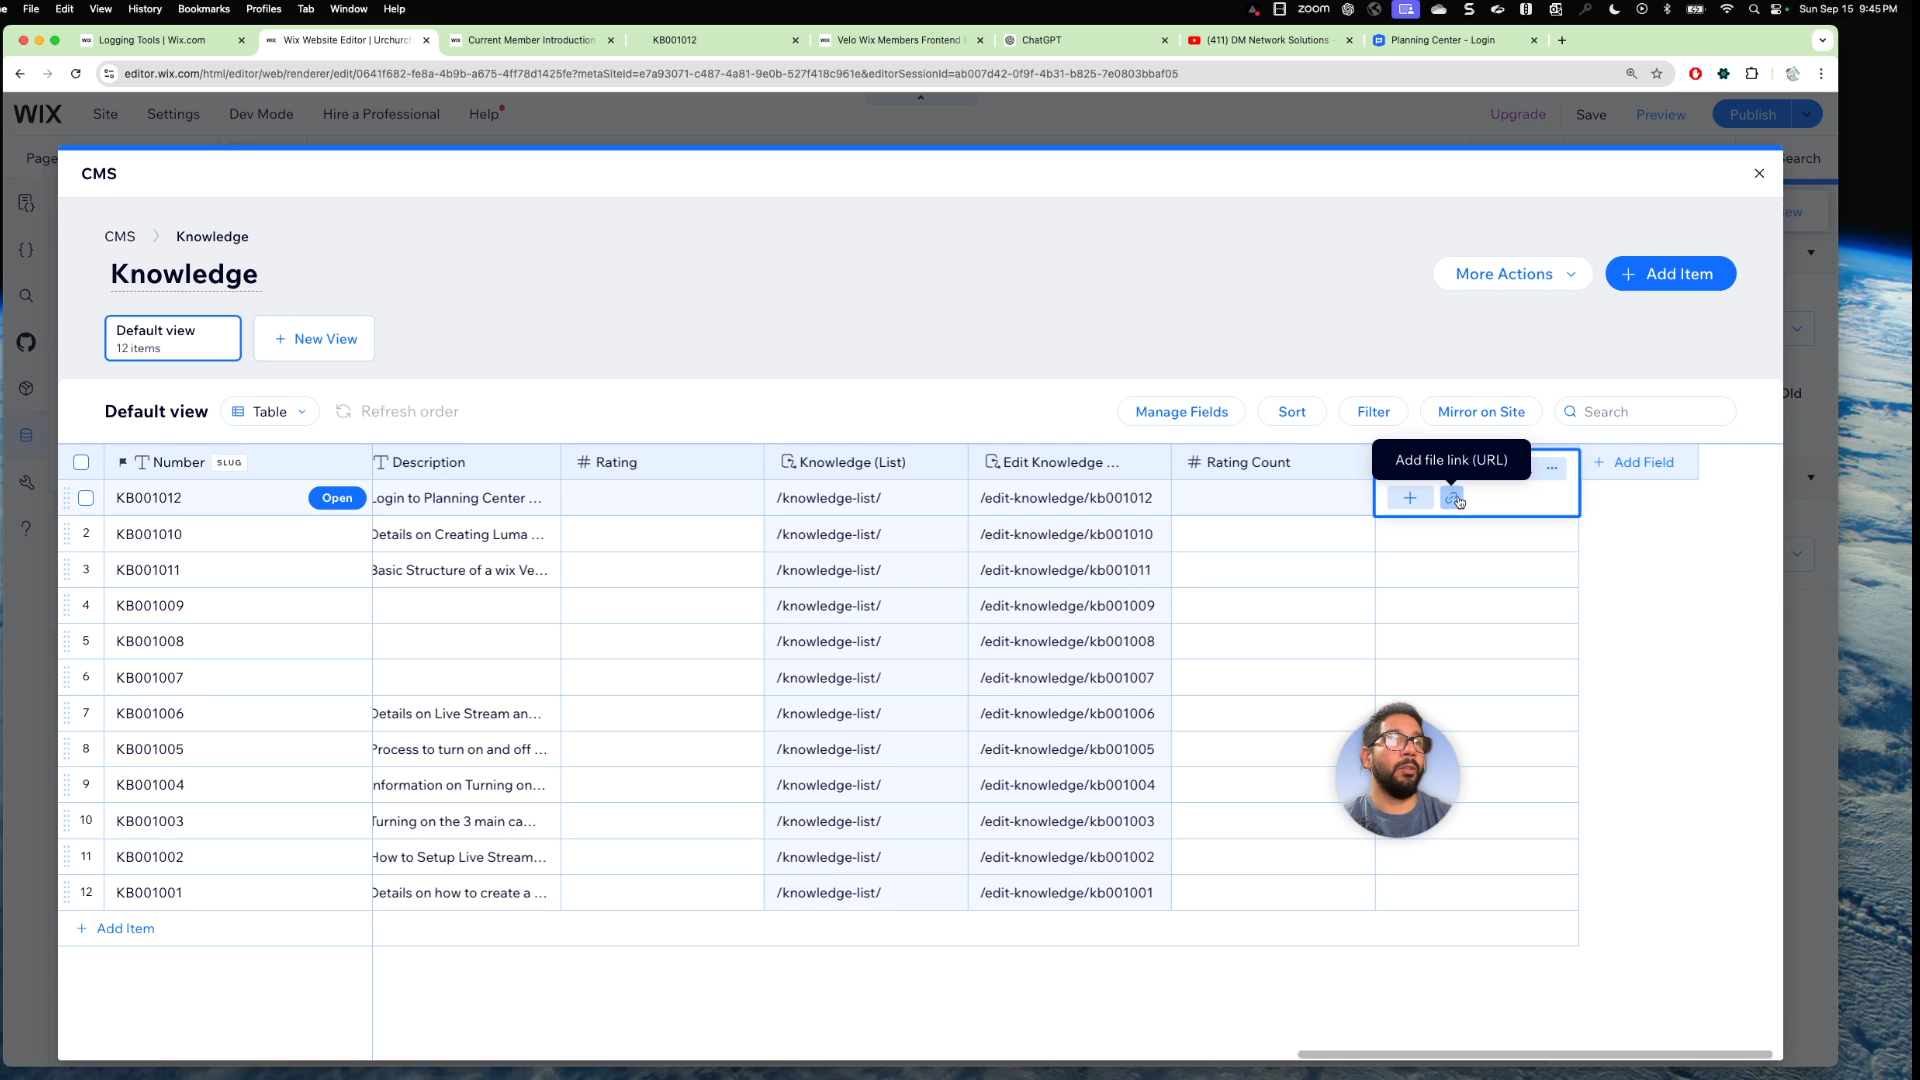 File Edit View History Bookmarks Profiles Tab Window Help
zoom
Sun Sep 15 9:45 PM
Logging Tools | Wix.com
Wix Website Editor | Urchurc
Current Member Introduction
KB001012
Velo Wix Members Frontend
ChatGPT
(411) DM Network Solutions -
Planning Center - Login
editor.wix.com/html/editor/web/renderer/edit/0641f682-fe8a-4b9b-a675-4ff78d1425fe?metaSiteId=e7a93071-c487-4a81-9e0b-527f418c961e&editorSessionId=ab007d42-0f9f-4b31-b825-7e0803bbaf05
WIX Site Settings Dev Mode Hire a Professional Help
Upgrade Save Preview Publish
Page
earch
CMS
ew
CMS Knowledge
Knowledge
More Actions
+ Add Item
Default view
12 items
+ New View
Old
Default view Table Refresh order
Manage Fields Sort Filter Mirror on Site Search
Number SLUG Description # Rating Knowledge (List) Edit Knowledge ... # Rating Count ... + Add Field
Add file link (URL)
KB001012 Open Login to Planning Center ... /knowledge-list/ /edit-knowledge/kb001012 +
2 KB001010 Details on Creating Luma ... /knowledge-list/ /edit-knowledge/kb001010
3 KB001011 Basic Structure of a wix Ve... /knowledge-list/ /edit-knowledge/kb001011
4 KB001009 /knowledge-list/ /edit-knowledge/kb001009
5 KB001008 /knowledge-list/ /edit-knowledge/kb001008
6 KB001007 /knowledge-list/ /edit-knowledge/kb001007
7 KB001006 Details on Live Stream an... /knowledge-list/ /edit-knowledge/kb001006
8 KB001005 Process to turn on and off ... /knowledge-list/ /edit-knowledge/kb001005
9 KB001004 nformation on Turning on... /knowledge-list/ /edit-knowledge/kb001004
10 KB001003 Turning on the 3 main ca... /knowledge-list/ /edit-knowledge/kb001003
11 KB001002 How to Setup Live Stream... /knowledge-list/ /edit-knowledge/kb001002
12 KB001001 Details on how to create a ... /knowledge-list/ /edit-knowledge/kb001001
+ Add Item